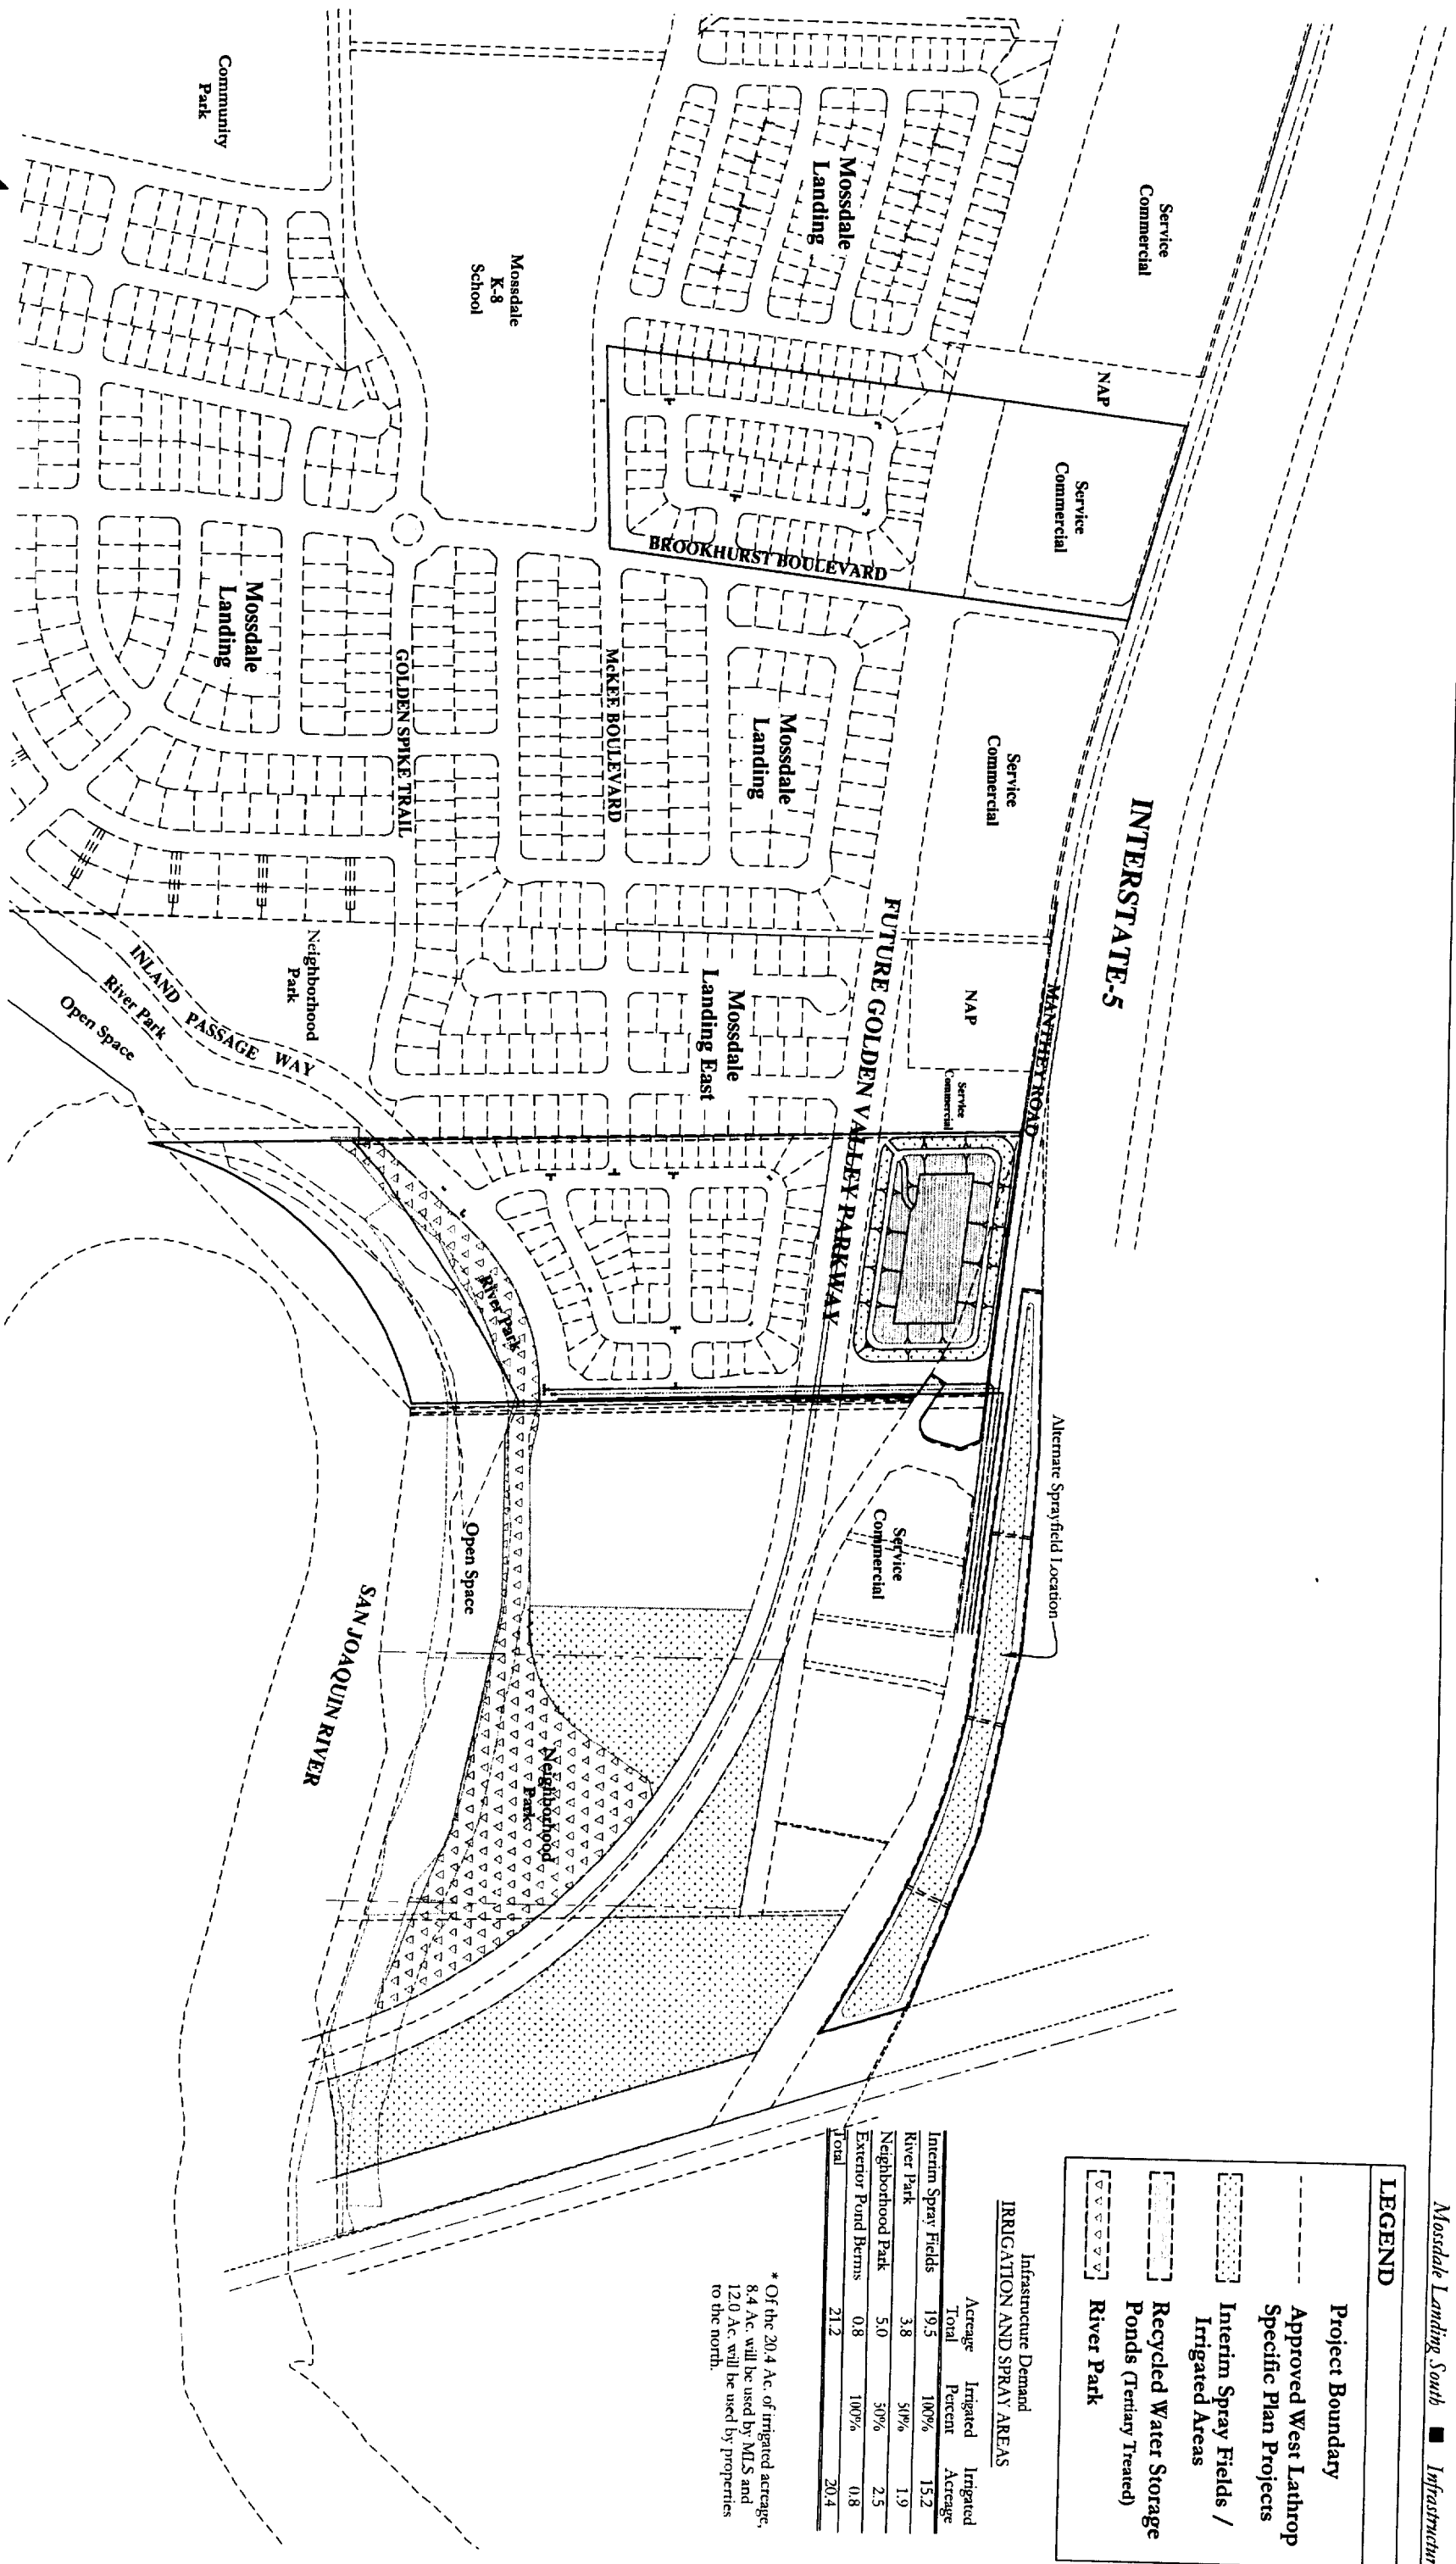 Mossdale Landing South ■ Infrastructur
LEGEND
Project Boundary
Approved West Lathrop
Specific Plan Projects
Interim Spray Fields /
Irrigated Areas
Recycled Water Storage
Ponds (Tertiary Treated)
River Park
Infrastructure Demand
IRRIGATION AND SPRAY AREAS
Acreage Irrigated Irrigated
Total Percent Acreage
Interim Spray Fields 19.5 100% 15.2
River Park 3.8 50% 1.9
Neighborhood Park 5.0 50% 2.5
Exterior Pond Berms 0.8 100% 0.8
Total 21.2 20.4
* Of the 20.4 Ac. of irrigated acreage,
8.4 Ac. will be used by MLS and
12.0 Ac. will be used by properties
to the north.
INTERSTATE-5
MANTHEY ROAD
Alternate Sprayfield Location
Service
Commercial
NAP
Service
Commercial
Service
Commercial
NAP
Service
Commercial
Service
Commercial
FUTURE GOLDEN VALLEY PARKWAY
Mossdale
Landing
BROOKHURST BOULEVARD
Mossdale
Landing
Mossdale
Landing East
McKEE BOULEVARD
Mossdale
K-8
School
GOLDEN SPIKE TRAIL
Community
Park
Mossdale
Landing
Neighborhood
Park
INLAND PASSAGE WAY
River Park
Open Space
River Park
Open Space
Neighborhood
Park
SAN JOAQUIN RIVER